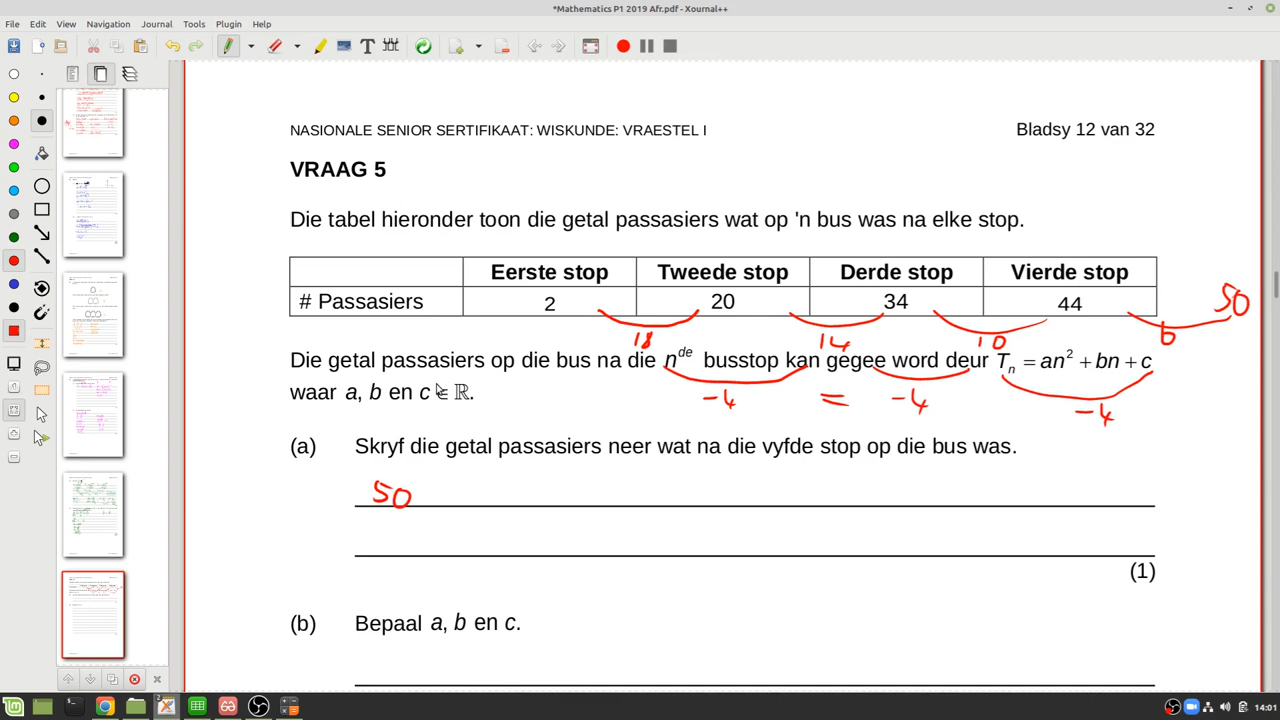 *Mathematics P1 2019 Afr.pdf - Xournal++
File Edit View Navigation Journal Tools Plugin Help
NASIONALE SENIOR SERTIFIKAAT: WISKUNDE: VRAESTEL I Bladsy 12 van 32
VRAAG 5
Die tabel hieronder toon die getal passasiers wat op 'n bus was na elke stop.
Eerste stop Tweede stop Derde stop Vierde stop
# Passasiers 2 20 34 44 50
18 14 10 6
Die getal passasiers op die bus na die n^de busstop kan gegee word deur T_n = an² + bn + c
waar a, b en c ∈ ℝ.
-4 = -4 -4
(a) Skryf die getal passasiers neer wat na die vyfde stop op die bus was.
50
(1)
(b) Bepaal a, b en c.
14:01